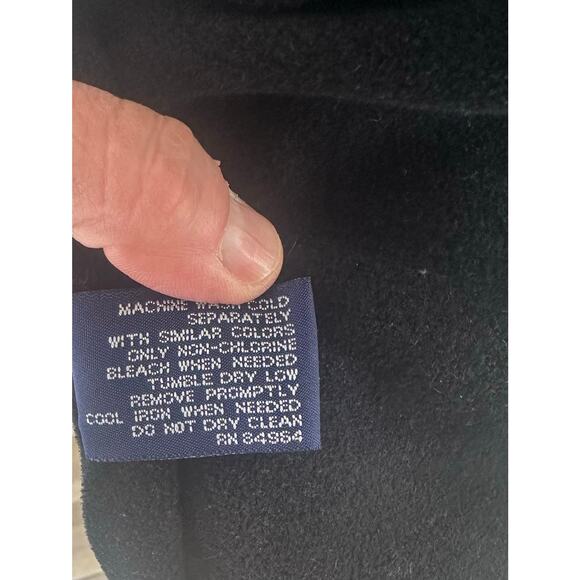 MACHINE WASH COLD
SEPARATELY
WITH SIMILAR COLORS
ONLY NON-CHLORINE
BLEACH WHEN NEEDED
TUMBLE DRY LOW
REMOVE PROMPTLY
COOL IRON WHEN NEEDED
DO NOT DRY CLEAN
RN 84964